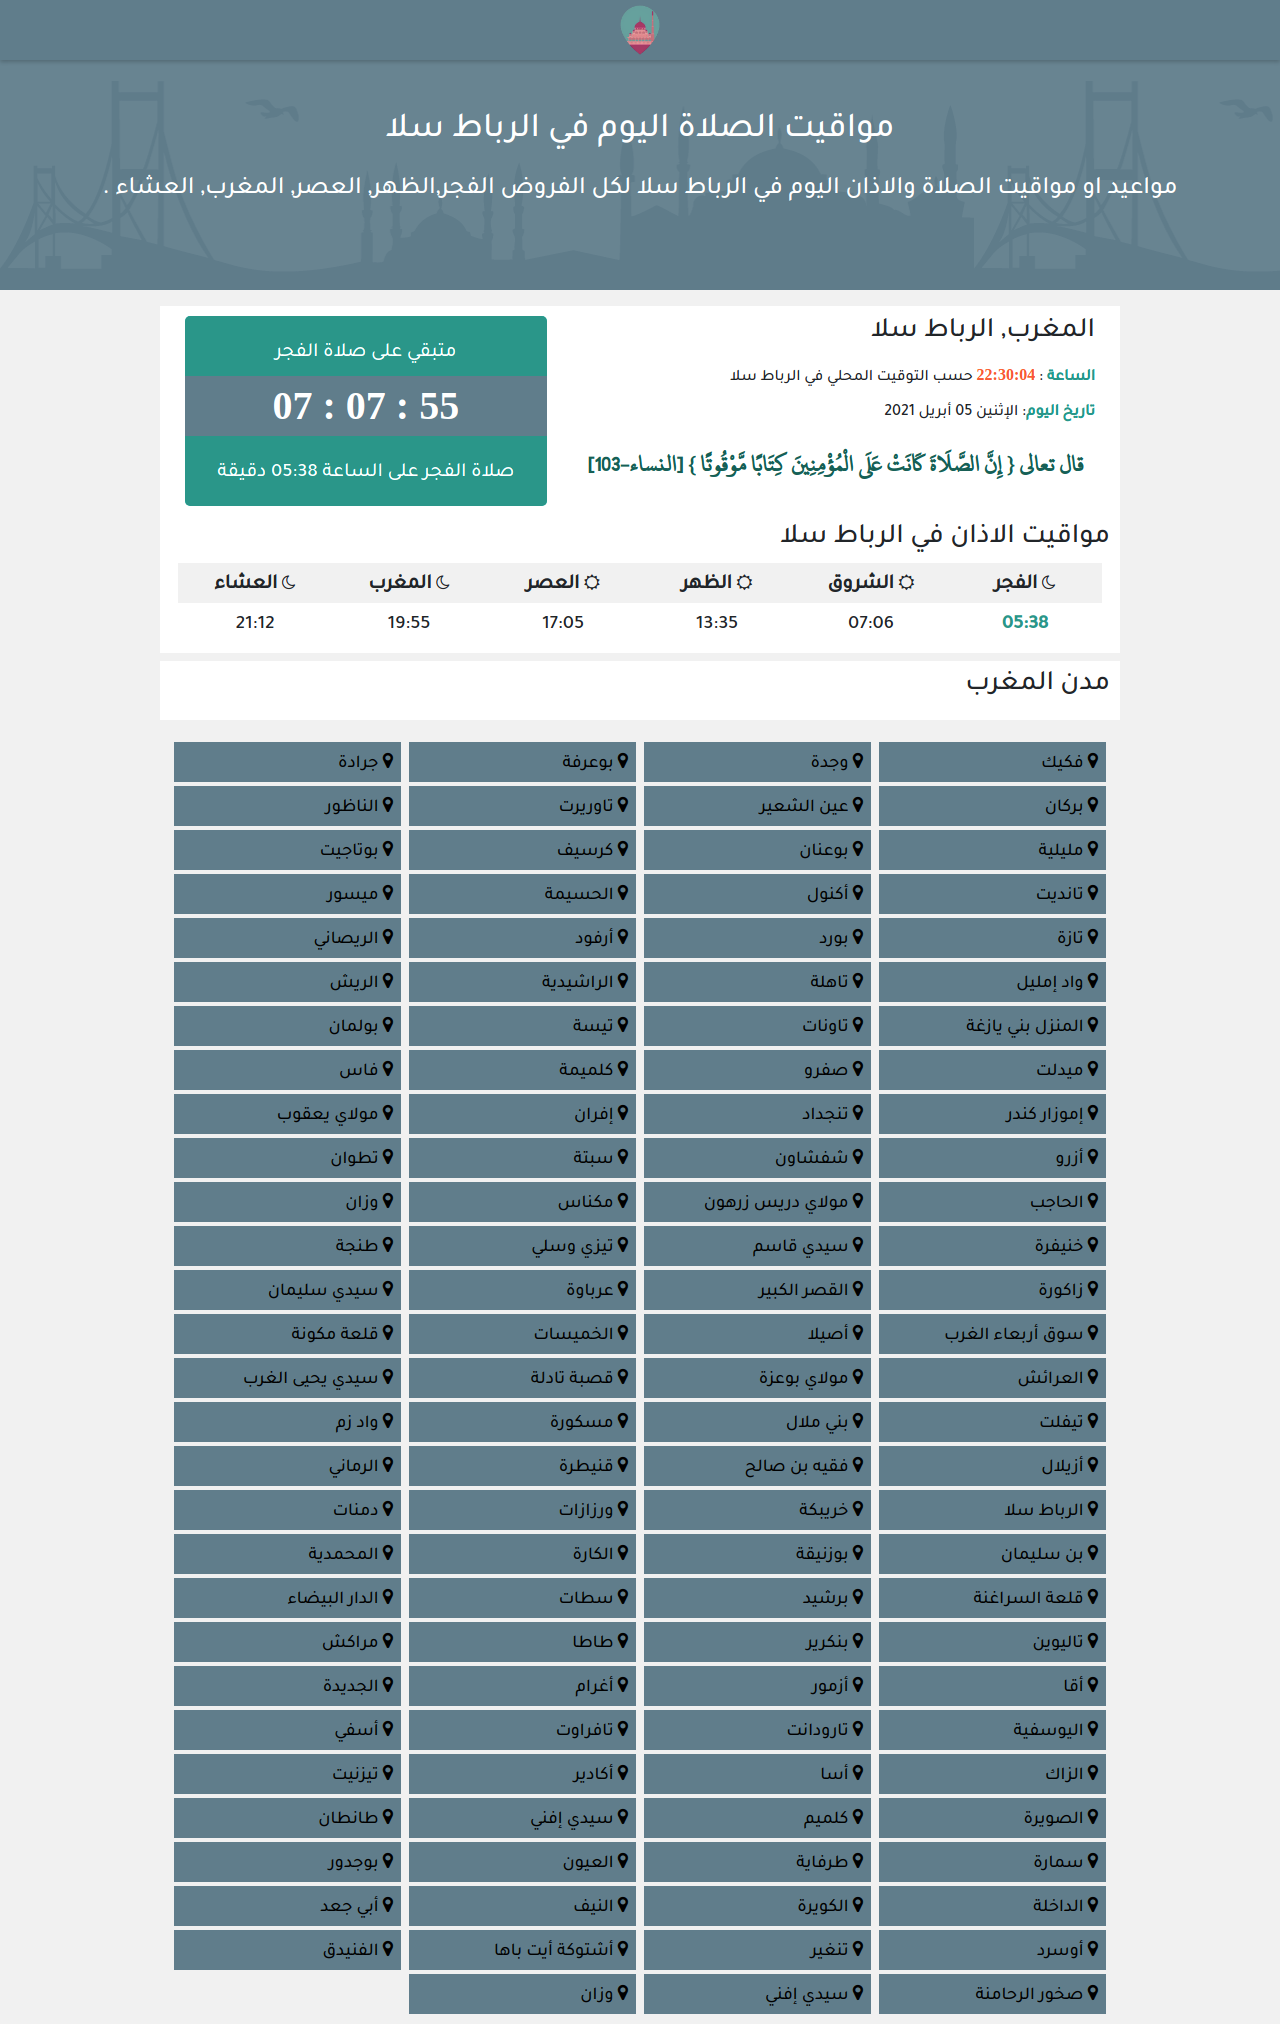 مواقيت الصلاة اليوم في الرباط سلا
مواعيد او مواقيت الصلاة والاذان اليوم في الرباط سلا لكل الفروض الفجر,الظهر, العصر, المغرب, العشاء .
المغرب, الرباط سلا
الساعة : 22:30:04 حسب التوقيت المحلي في الرباط سلا
تاريخ اليوم: الإثنين 05 أبريل 2021
قال تعالى { إِنَّ الصَّلَاةَ كَانَتْ عَلَى الْمُؤْمِنِينَ كِتَابًا مَّوْقُوتًا } [النساء-103]
متبقي على صلاة الفجر
07 : 07 : 55
صلاة الفجر على الساعة 05:38 دقيقة
مواقيت الاذان في الرباط سلا
الفجر الشروق الظهر العصر المغرب العشاء
05:38 07:06 13:35 17:05 19:55 21:12
مدن المغرب
فكيك وجدة بوعرفة جرادة
بركان عين الشعير تاوريرت الناظور
مليلية بوعنان كرسيف بوتاجيت
تانديت أكنول الحسيمة ميسور
تازة بورد أرفود الريصاني
واد إمليل تاهلة الراشيدية الريش
المنزل بني يازغة تاونات تيسة بولمان
ميدلت صفرو كلميمة فاس
إموزار كندر تنجداد إفران مولاي يعقوب
أزرو شفشاون سبتة تطوان
الحاجب مولاي دريس زرهون مكناس وزان
خنيفرة سيدي قاسم تيزي وسلي طنجة
زاكورة القصر الكبير عرباوة سيدي سليمان
سوق أربعاء الغرب أصيلا الخميسات قلعة مكونة
العرائش مولاي بوعزة قصبة تادلة سيدي يحيى الغرب
تيفلت بني ملال مسكورة واد زم
أزيلال فقيه بن صالح قنيطرة الرماني
الرباط سلا خريبكة ورزازات دمنات
بن سليمان بوزنيقة الكارة المحمدية
قلعة السراغنة برشيد سطات الدار البيضاء
تاليوين بنكرير طاطا مراكش
أقا أزمور أغرام الجديدة
اليوسفية تارودانت تافراوت أسفي
الزاك أسا أكادير تيزنيت
الصويرة كلميم سيدي إفني طانطان
سمارة طرفاية العيون بوجدور
الداخلة الكويرة النيف أبي جعد
أوسرد تنغير أشتوكة أيت باها الفنيدق
صخور الرحامنة سيدي إفني وزان